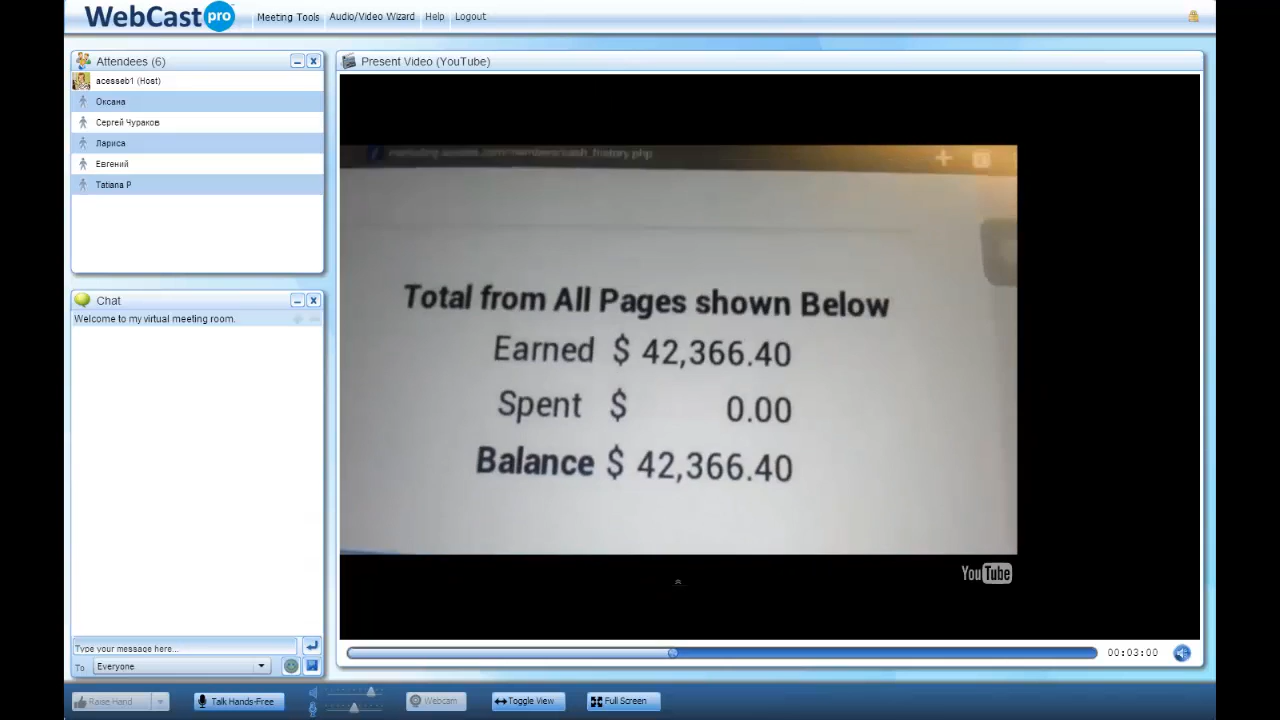 WebCast pro
Meeting Tools Audio/Video Wizard Help Logout
Attendees (6)
acesseb1 (Host)
Оксана
Сергей Чураков
Лариса
Евгений
Tatiana P
Chat
Welcome to my virtual meeting room.
Type your message here...
To Everyone
Present Video (YouTube)
Total from All Pages shown Below
Earned $ 42,366.40
Spent $ 0.00
Balance $ 42,366.40
YouTube
00:03:00
Raise Hand
Talk Hands-Free
Webcam
Toggle View
Full Screen